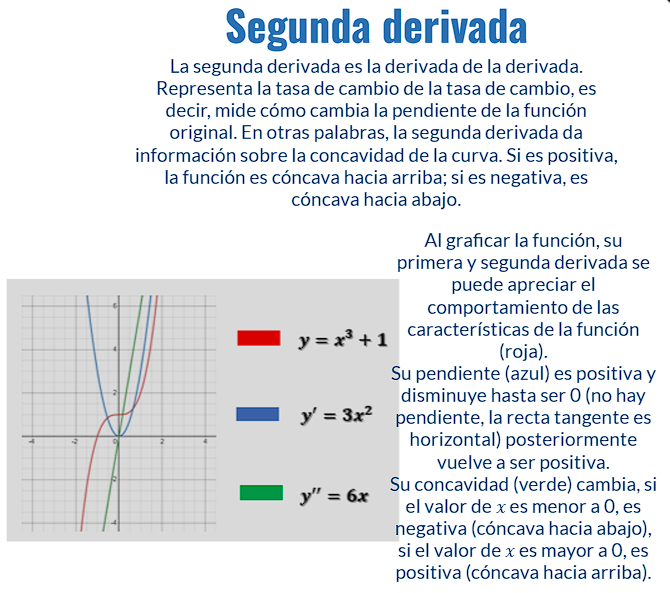 Segunda derivada
La segunda derivada es la derivada de la derivada.
Representa la tasa de cambio de la tasa de cambio, es
decir, mide cómo cambia la pendiente de la función
original. En otras palabras, la segunda derivada da
información sobre la concavidad de la curva. Si es positiva,
la función es cóncava hacia arriba; si es negativa, es
cóncava hacia abajo.
Al graficar la función, su
primera y segunda derivada se
puede apreciar el
comportamiento de las
características de la función
(roja).
Su pendiente (azul) es positiva y
disminuye hasta ser 0 (no hay
pendiente, la recta tangente es
horizontal) posteriormente
vuelve a ser positiva.
Su concavidad (verde) cambia, si
el valor de x es menor a 0, es
negativa (cóncava hacia abajo),
si el valor de x es mayor a 0, es
positiva (cóncava hacia arriba).
6
4
2
-4 -2 0 2 4
-2
-4
y = x³ + 1
y′ = 3x²
y″ = 6x